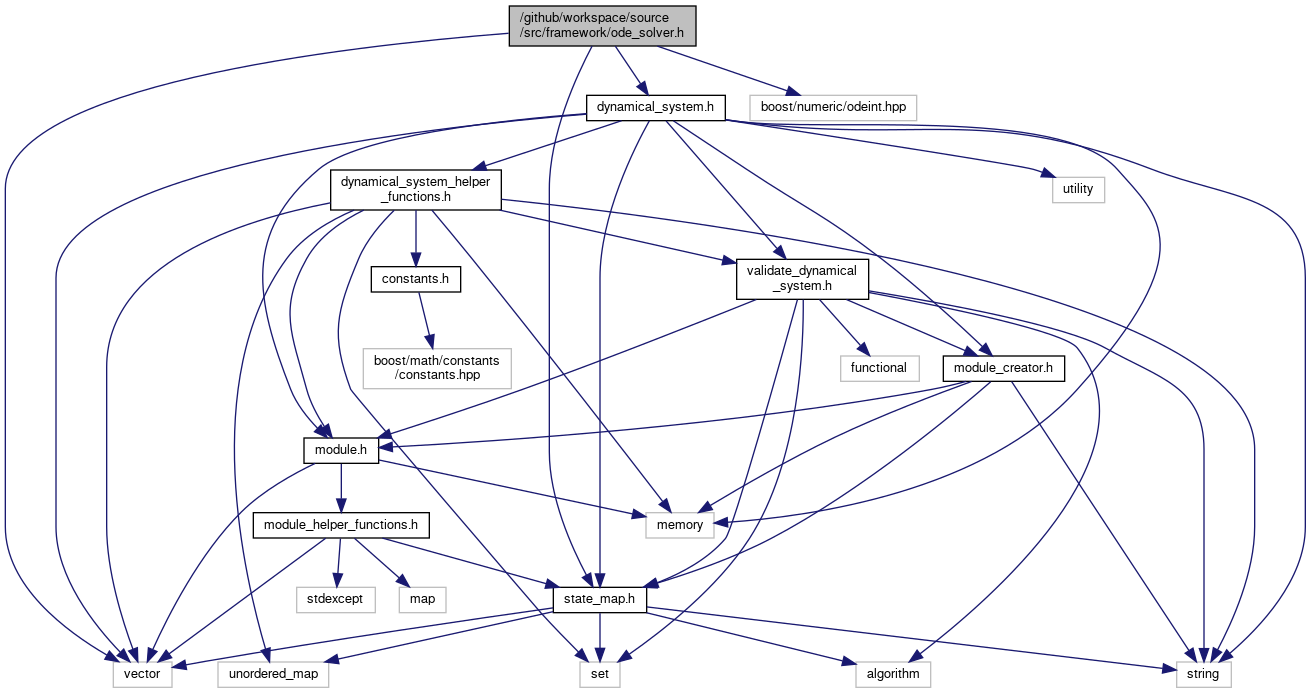 /github/workspace/source
/src/framework/ode_solver.h
dynamical_system.h
boost/numeric/odeint.hpp
dynamical_system_helper
_functions.h
utility
validate_dynamical
_system.h
constants.h
boost/math/constants
/constants.hpp
functional
module_creator.h
module.h
module_helper_functions.h
memory
stdexcept
map
state_map.h
vector
unordered_map
set
algorithm
string